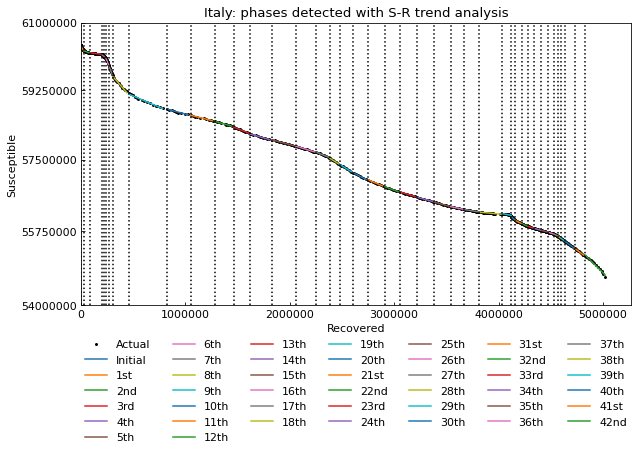 Italy: phases detected with S-R trend analysis
61000000
59250000
57500000
55750000
54000000
Susceptible
0 1000000 2000000 3000000 4000000 5000000
Recovered
Actual 6th 13th 19th 25th 31st 37th
Initial 7th 14th 20th 26th 32nd 38th
1st 8th 15th 21st 27th 33rd 39th
2nd 9th 16th 22nd 28th 34th 40th
3rd 10th 17th 23rd 29th 35th 41st
4th 11th 18th 24th 30th 36th 42nd
5th 12th